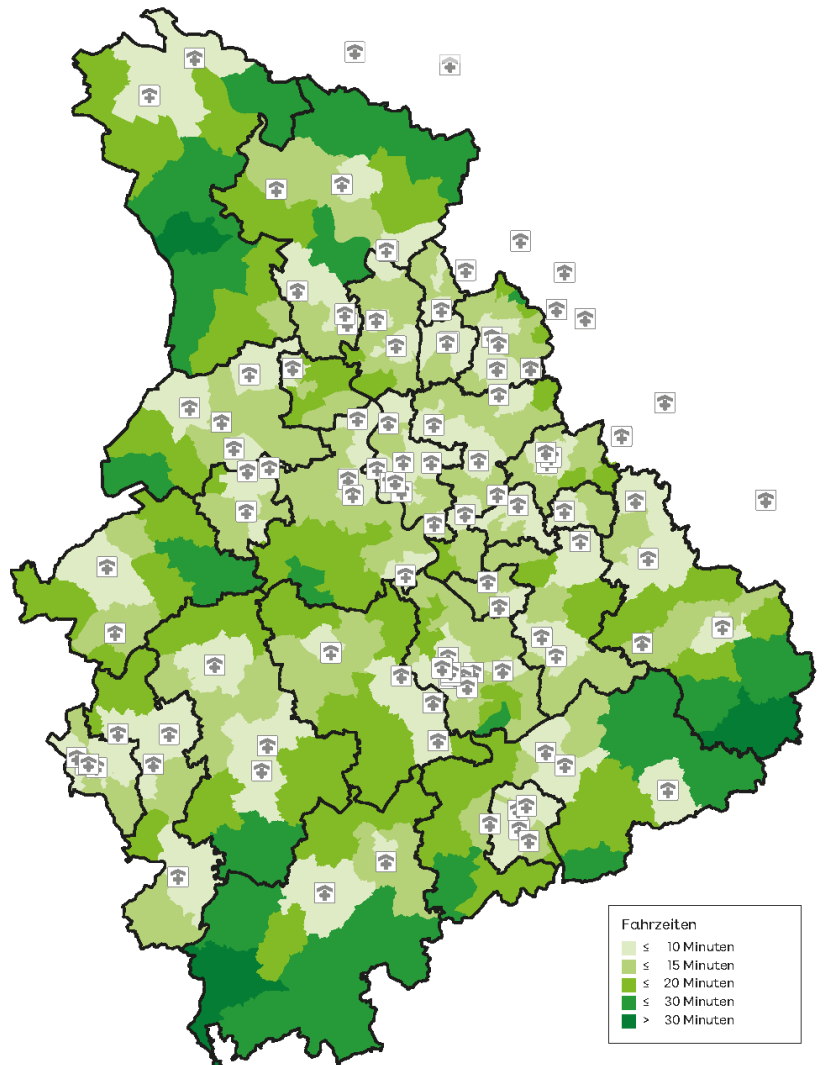 Fahrzeiten
≤ 10 Minuten
≤ 15 Minuten
≤ 20 Minuten
≤ 30 Minuten
> 30 Minuten